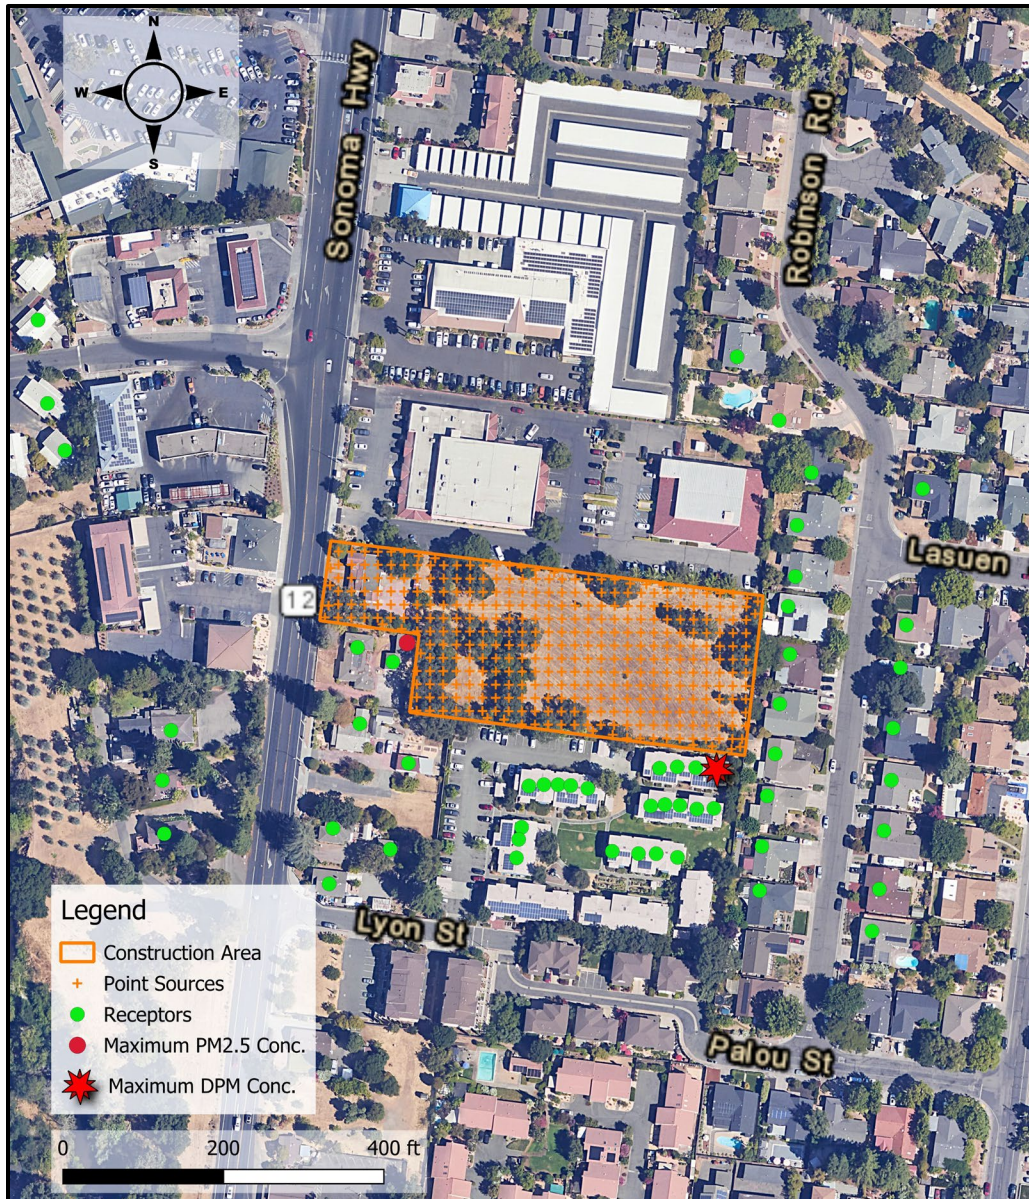 N
W E
S
Sonoma Hwy
Robinson Rd
Lasuen
12
Lyon St
Palou St
Legend
Construction Area
Point Sources
Receptors
Maximum PM2.5 Conc.
Maximum DPM Conc.
0 200 400 ft